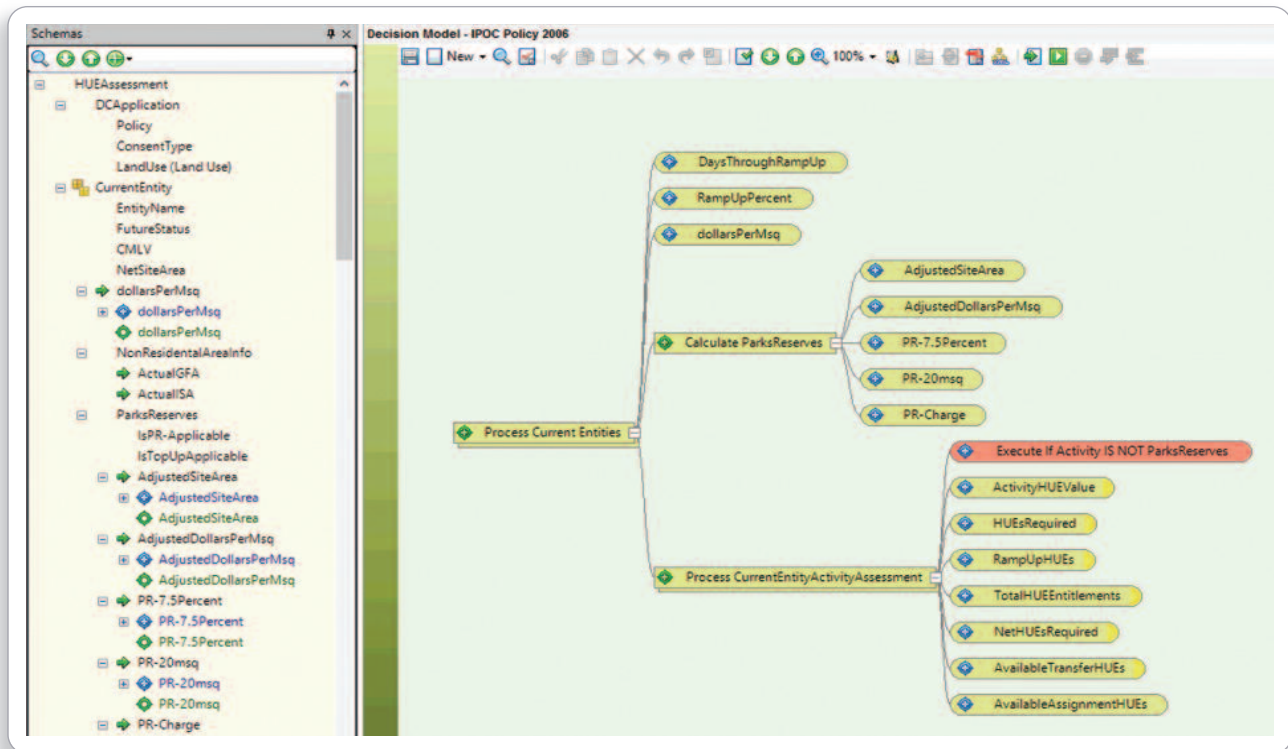 Schemas
HUEAssessment
DCApplication
Policy
ConsentType
LandUse (Land Use)
CurrentEntity
EntityName
FutureStatus
CMLV
NetSiteArea
dollarsPerMsq
dollarsPerMsq
dollarsPerMsq
NonResidentalAreaInfo
ActualGFA
ActualISA
ParksReserves
IsPR-Applicable
IsTopUpApplicable
AdjustedSiteArea
AdjustedSiteArea
AdjustedSiteArea
AdjustedDollarsPerMsq
AdjustedDollarsPerMsq
AdjustedDollarsPerMsq
PR-7.5Percent
PR-7.5Percent
PR-7.5Percent
PR-20msq
PR-20msq
PR-20msq
PR-Charge
Decision Model - IPOC Policy 2006
New 100%
DaysThroughRampUp
RampUpPercent
dollarsPerMsq
Calculate ParksReserves
AdjustedSiteArea
AdjustedDollarsPerMsq
PR-7.5Percent
PR-20msq
PR-Charge
Process Current Entities
Process CurrentEntityActivityAssessment
Execute If Activity IS NOT ParksReserves
ActivityHUEValue
HUEsRequired
RampUpHUEs
TotalHUEEntitlements
NetHUEsRequired
AvailableTransferHUEs
AvailableAssignmentHUEs